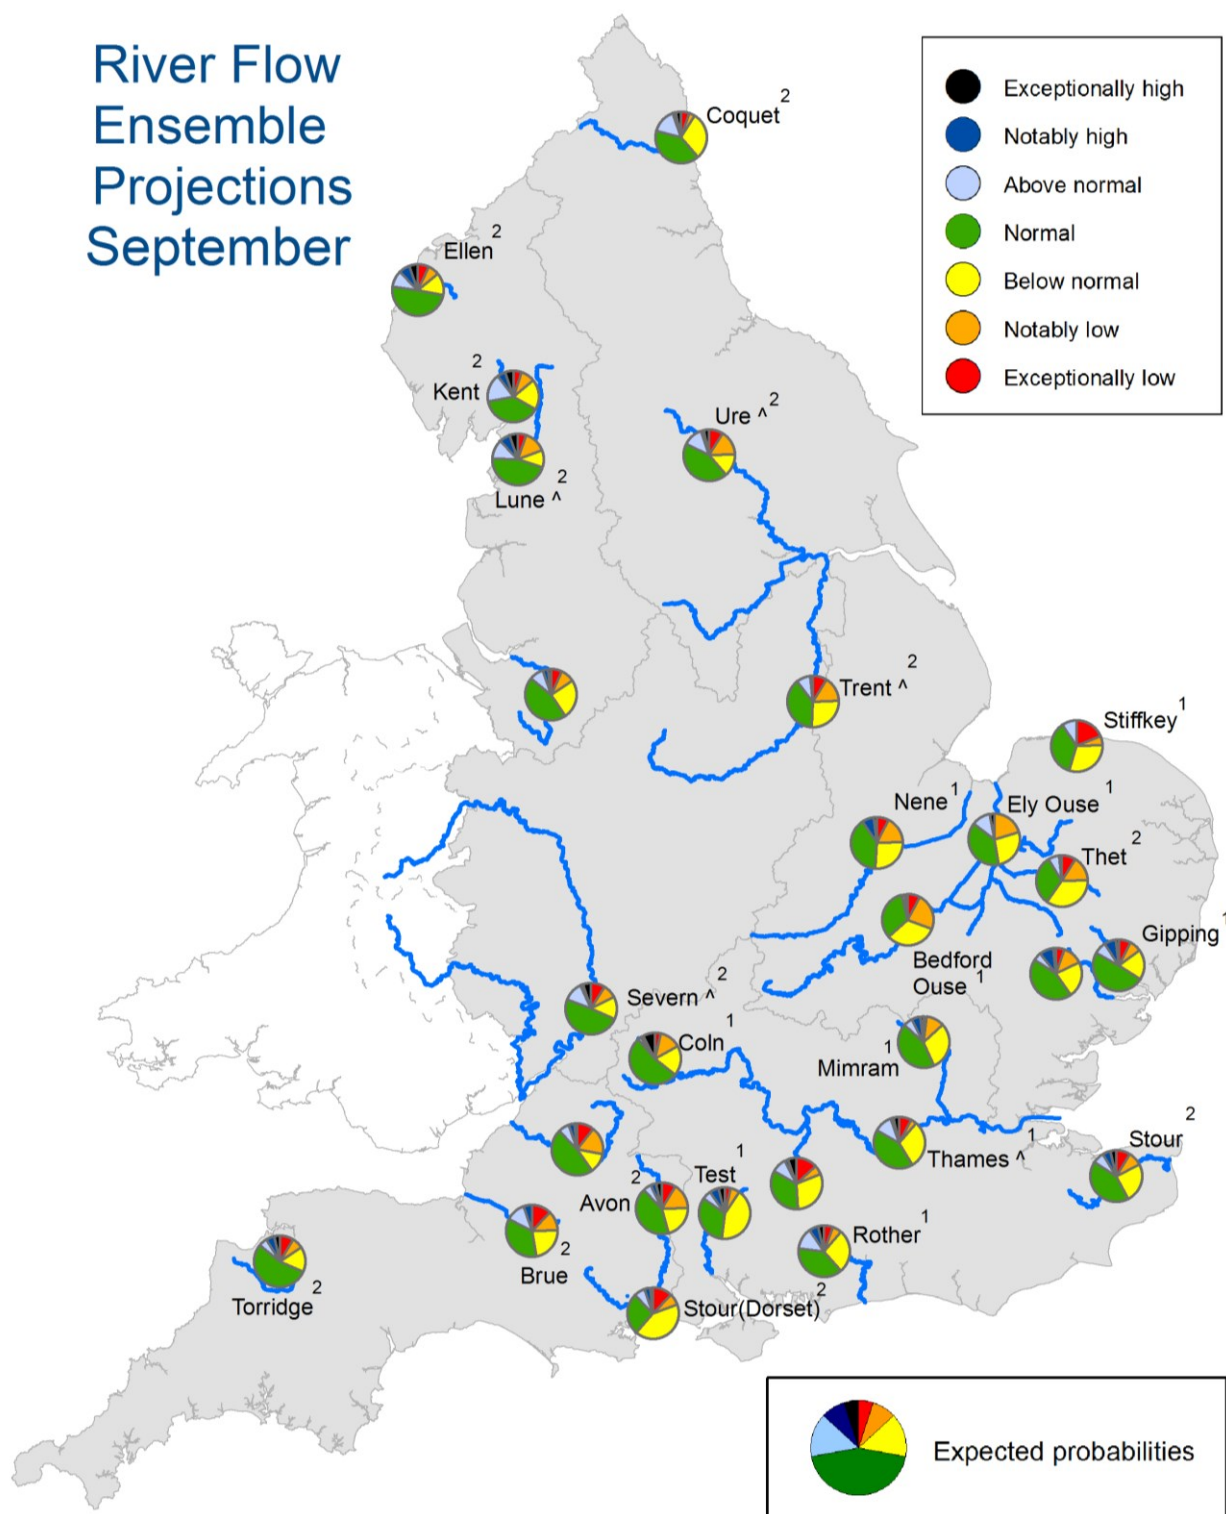 River Flow
Ensemble
Projections
September
Exceptionally high
Notably high
Above normal
Normal
Below normal
Notably low
Exceptionally low
Coquet 2
Ellen 2
Kent 2
Lune ^ 2
Ure ^ 2
Trent ^ 2
Stiffkey 1
Nene 1
Ely Ouse 1
Thet 2
Gipping 1
Bedford
Ouse 1
Severn ^ 2
Coln 1
Mimram 1
Thames ^ 1
Stour 2
Test 1
Avon 2
Rother 1
Brue 2
Torridge 2
Stour(Dorset) 2
Expected probabilities